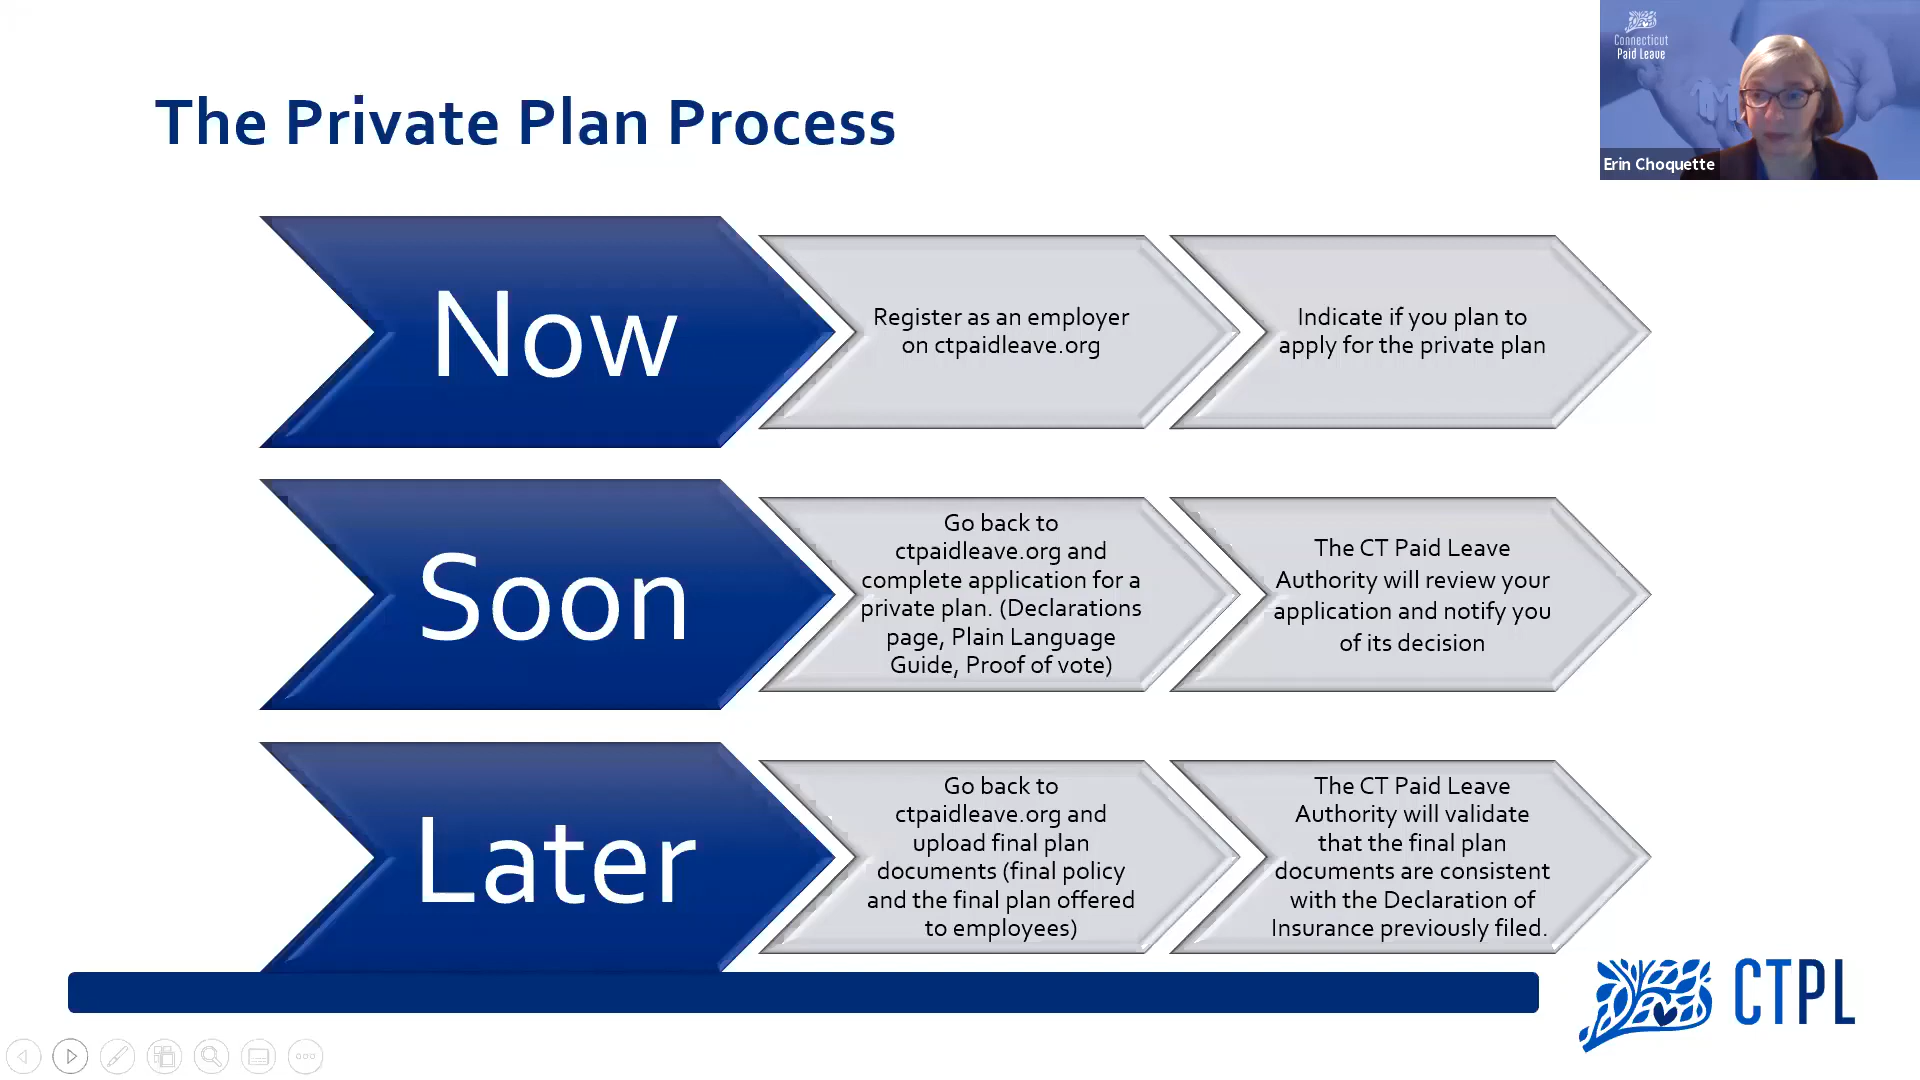 The Private Plan Process
Connecticut
Paid Leave
Erin Choquette
Now
Register as an employer
on ctpaidleave.org
Indicate if you plan to
apply for the private plan
Soon
Go back to
ctpaidleave.org and
complete application for a
private plan. (Declarations
page, Plain Language
Guide, Proof of vote)
The CT Paid Leave
Authority will review your
application and notify you
of its decision
Later
Go back to
ctpaidleave.org and
upload final plan
documents (final policy
and the final plan offered
to employees)
The CT Paid Leave
Authority will validate
that the final plan
documents are consistent
with the Declaration of
Insurance previously filed.
CTPL